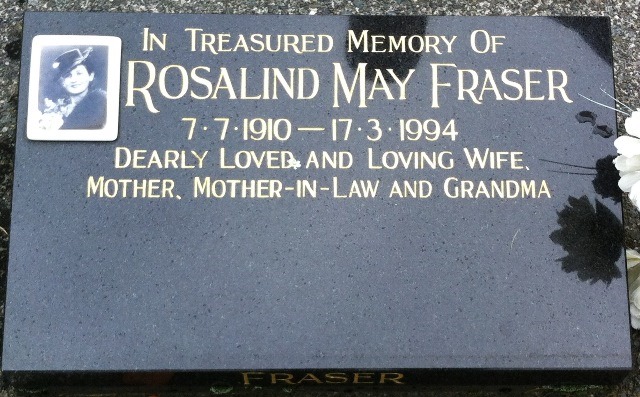 In Treasured Memory Of
Rosalind May Fraser
7·7·1910 — 17·3·1994
Dearly Loved and Loving Wife,
Mother, Mother-in-Law and Grandma
Fraser